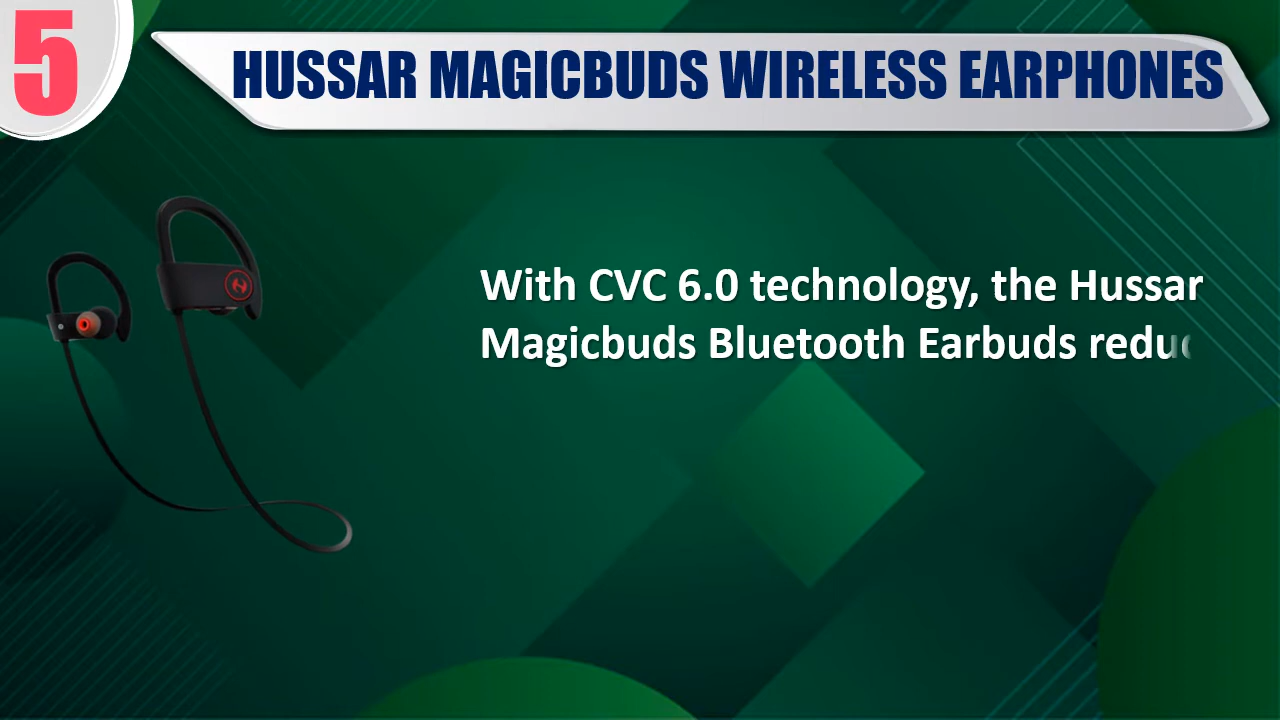 5
HUSSAR MAGICBUDS WIRELESS EARPHONES
With CVC 6.0 technology, the Hussar
Magicbuds Bluetooth Earbuds